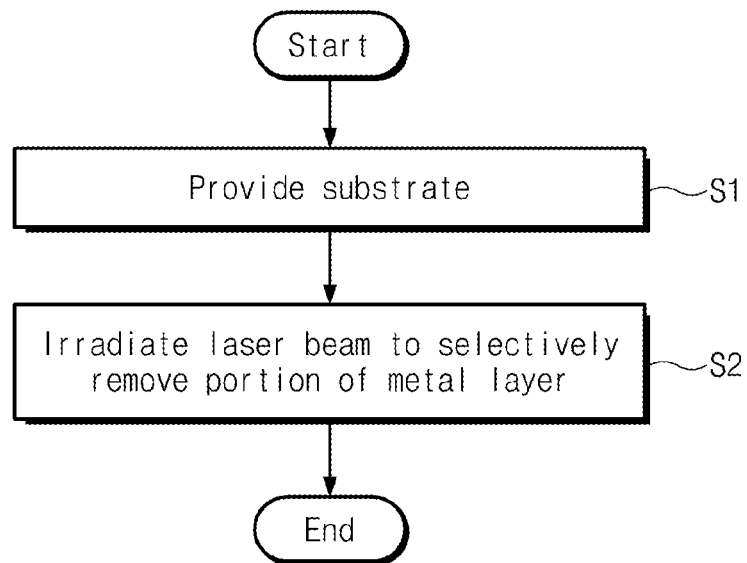 Start
Provide substrate
S1
Irradiate laser beam to selectively
remove portion of metal layer
S2
End